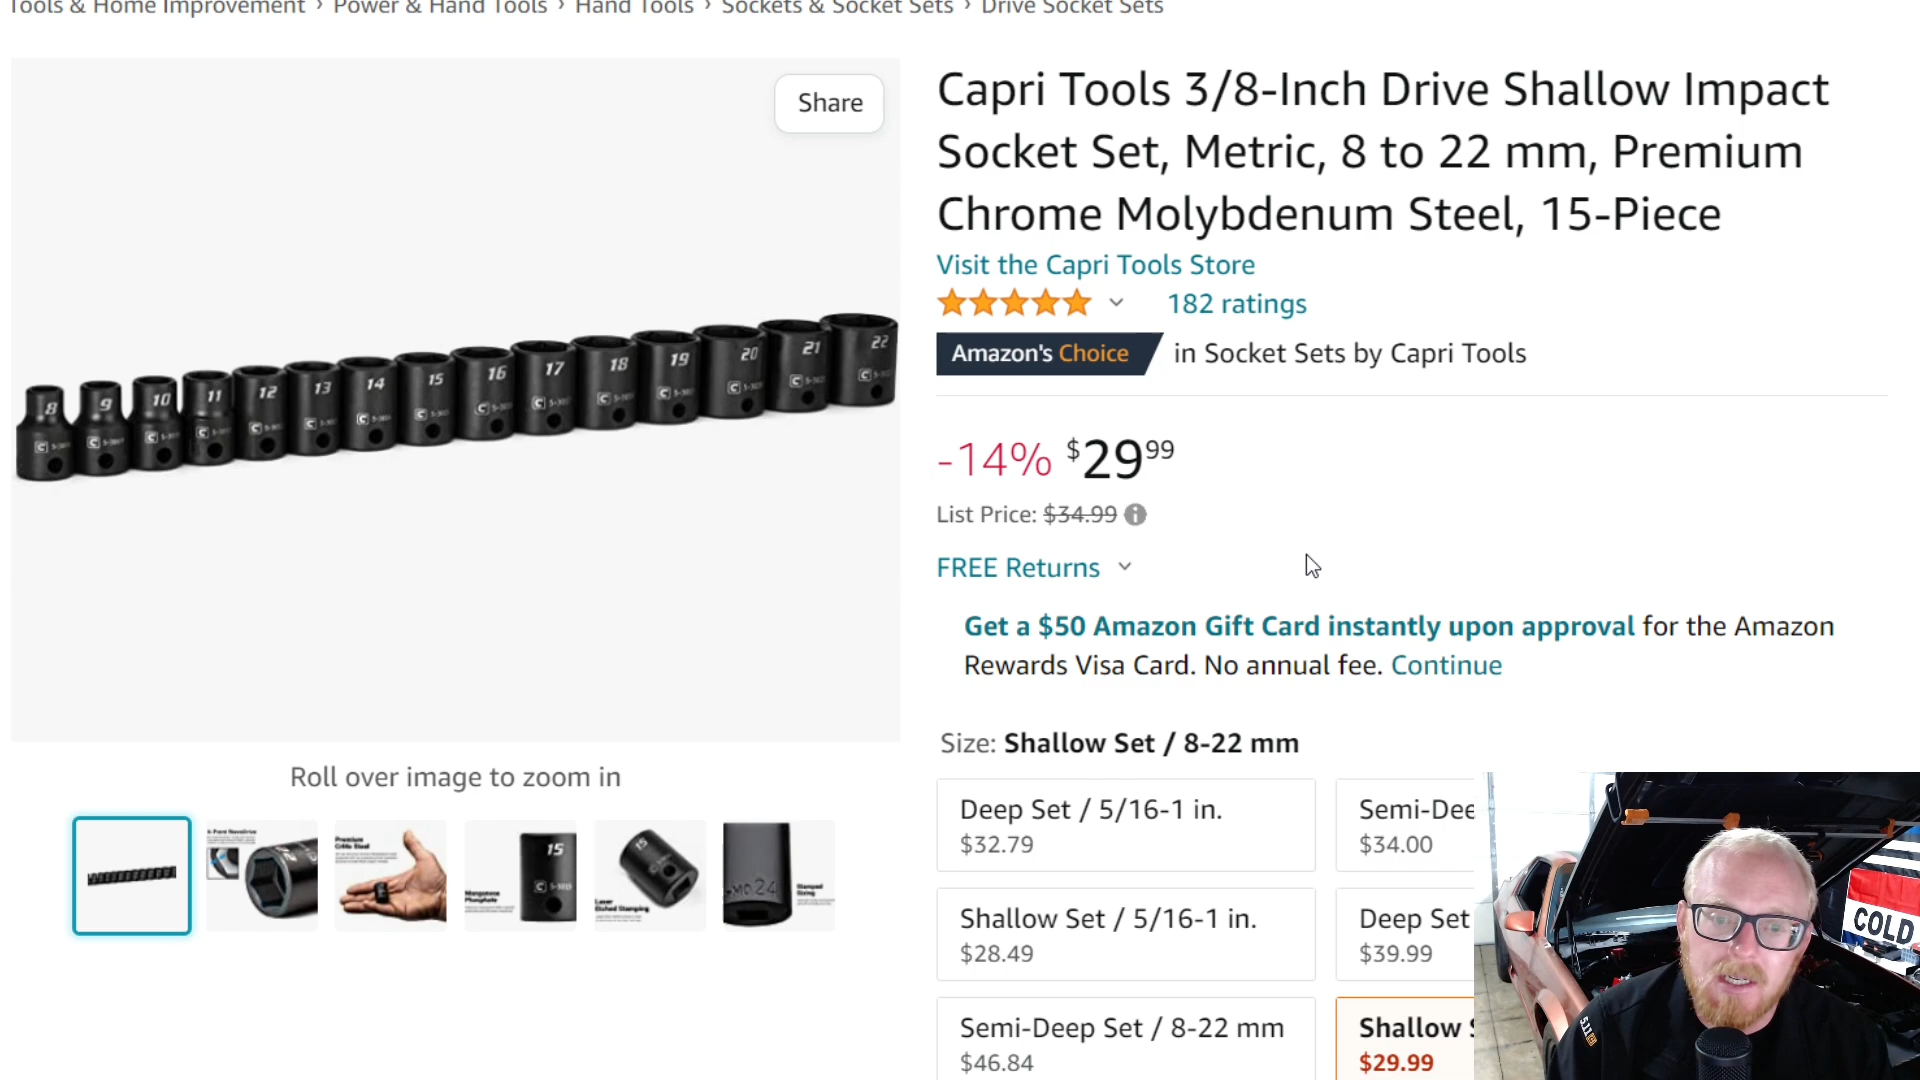 Tools & Home Improvement › Power & Hand Tools › Hand Tools › Sockets & Socket Sets › Drive Socket Sets
Share
8 9 10 11 12 13 14 15 16 17 18 19 20 21 22
Roll over image to zoom in
Premium
15
15
24
Capri Tools 3/8-Inch Drive Shallow Impact
Socket Set, Metric, 8 to 22 mm, Premium
Chrome Molybdenum Steel, 15-Piece
Visit the Capri Tools Store
182 ratings
Amazon's Choice in Socket Sets by Capri Tools
-14% $29 99
List Price: $34.99
FREE Returns
Get a $50 Amazon Gift Card instantly upon approval for the Amazon
Rewards Visa Card. No annual fee. Continue
Size: Shallow Set / 8-22 mm
Deep Set / 5/16-1 in.
$32.79
Semi-Dee
$34.00
Shallow Set / 5/16-1 in.
$28.49
Deep Set
$39.99
Semi-Deep Set / 8-22 mm
$46.84
Shallow
$29.99
COLD
5.11